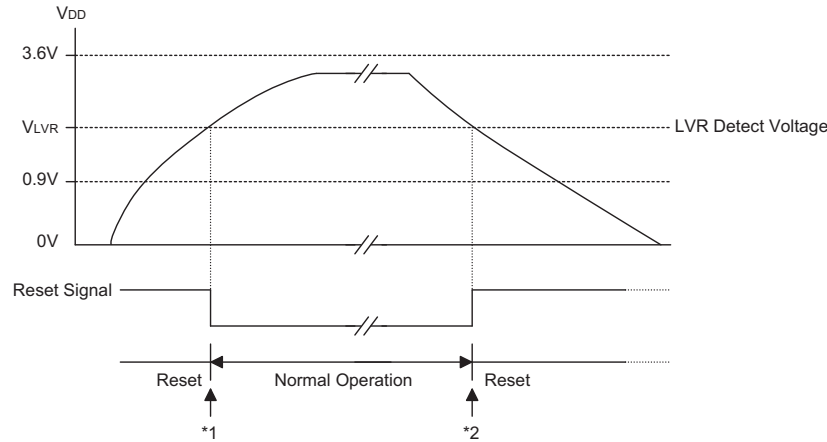 VDD
3.6V
VLVR
LVR Detect Voltage
0.9V
0V
Reset Signal
Reset
Normal Operation
Reset
*1
*2